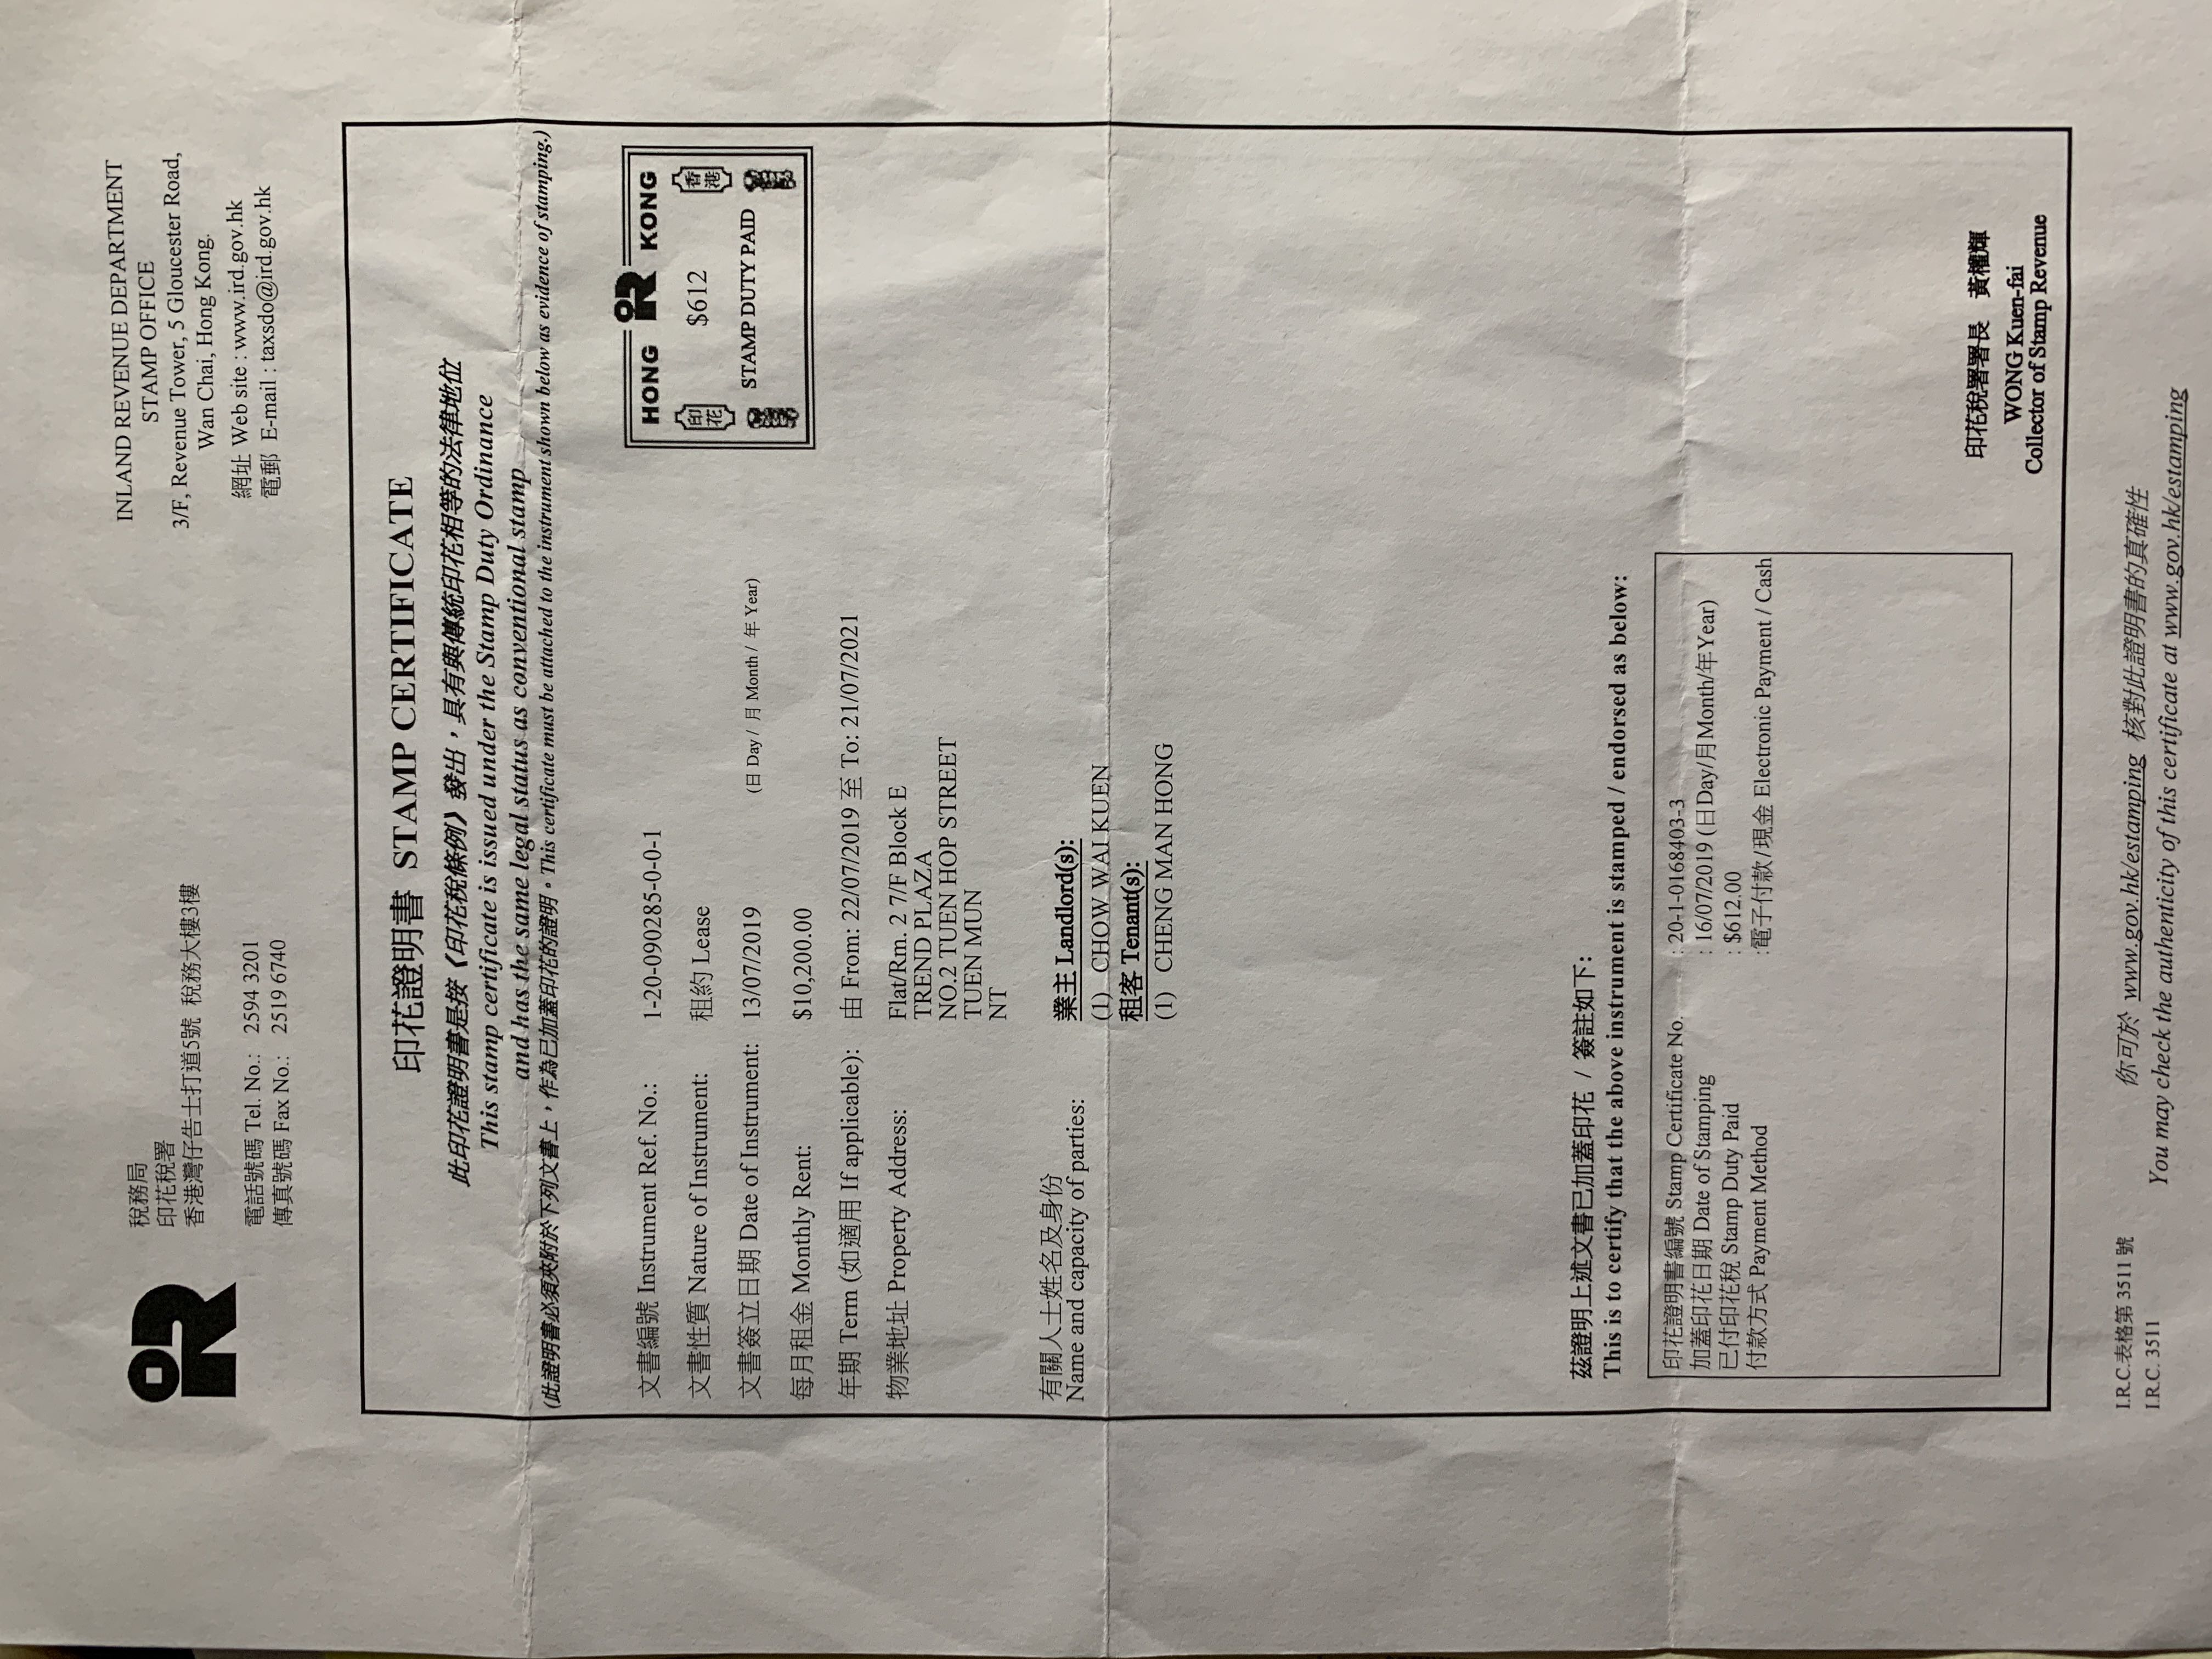 稅務局
印花稅署
香港灣仔告士打道5號 稅務大樓3樓
電話號碼 Tel. No.: 2594 3201
傳真號碼 Fax No.: 2519 6740
INLAND REVENUE DEPARTMENT
STAMP OFFICE
3/F, Revenue Tower, 5 Gloucester Road,
Wan Chai, Hong Kong.
網址 Web site : www.ird.gov.hk
電郵 E-mail : taxsdo@ird.gov.hk
印花證明書 STAMP CERTIFICATE
此印花證明書是按《印花稅條例》發出，具有與傳統印花相等的法律地位
This stamp certificate is issued under the Stamp Duty Ordinance
and has the same legal status as conventional stamp
(此證明書必須夾附於下列文書上，作為已加蓋印花的證明。This certificate must be attached to the instrument shown below as evidence of stamping.)
HONG KONG
印花 $612 香港
STAMP DUTY PAID
文書編號 Instrument Ref. No.: 1-20-090285-0-0-1
文書性質 Nature of Instrument: 租約 Lease
文書簽立日期 Date of Instrument: 13/07/2019 (日 Day / 月 Month / 年 Year)
每月租金 Monthly Rent: $10,200.00
年期 Term (如適用 If applicable): 由 From: 22/07/2019 至 To: 21/07/2021
物業地址 Property Address: Flat/Rm. 2 7/F Block E
TREND PLAZA
NO.2 TUEN HOP STREET
TUEN MUN
NT
有關人士姓名及身份
Name and capacity of parties:
業主 Landlord(s):
(1) CHOW WAI KUEN
租客 Tenant(s):
(1) CHENG MAN HONG
茲證明上述文書已加蓋印花 / 簽註如下:
This is to certify that the above instrument is stamped / endorsed as below:
印花證明書編號 Stamp Certificate No. : 20-1-0168403-3
加蓋印花日期 Date of Stamping : 16/07/2019 (日Day/月Month/年Year)
已付印花稅 Stamp Duty Paid : $612.00
付款方式 Payment Method : 電子付款/現金 Electronic Payment / Cash
印花稅署署長 黃權輝
WONG Kuen-fai
Collector of Stamp Revenue
I.R.C.表格第 3511 號
I.R.C. 3511
你可於 www.gov.hk/estamping 核對此證明書的真確性
You may check the authenticity of this certificate at www.gov.hk/estamping